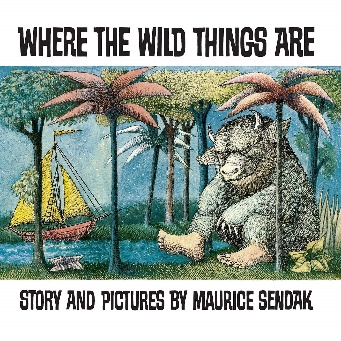 WHERE THE WILD THINGS ARE
STORY AND PICTURES BY MAURICE SENDAK